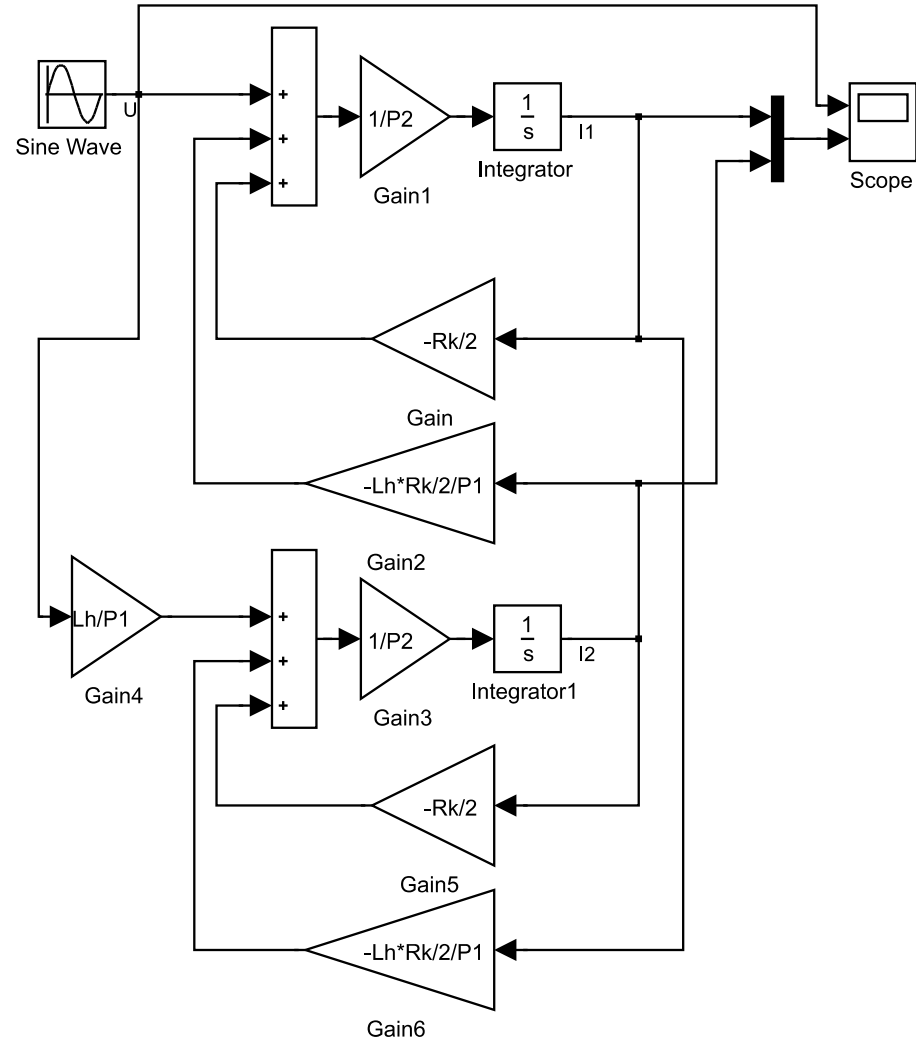 Sine Wave
U
+
+
+
1/P2
Gain1
1
s
Integrator
I1
Scope
-Rk/2
Gain
-Lh*Rk/2/P1
Gain2
Lh/P1
Gain4
+
+
+
1/P2
Gain3
1
s
Integrator1
I2
-Rk/2
Gain5
-Lh*Rk/2/P1
Gain6